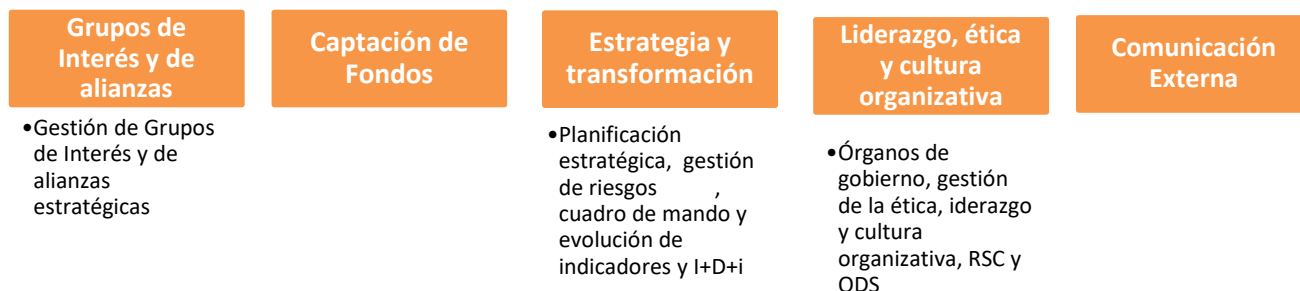 Grupos de
Interés y de
alianzas
•Gestión de Grupos
de Interés y de
alianzas
estratégicas
Captación de
Fondos
Estrategia y
transformación
•Planificación
estratégica, gestión
de riesgos ,
cuadro de mando y
evolución de
indicadores y I+D+i
Liderazgo, ética
y cultura
organizativa
•Órganos de
gobierno, gestión
de la ética, iderazgo
y cultura
organizativa, RSC y
ODS
Comunicación
Externa